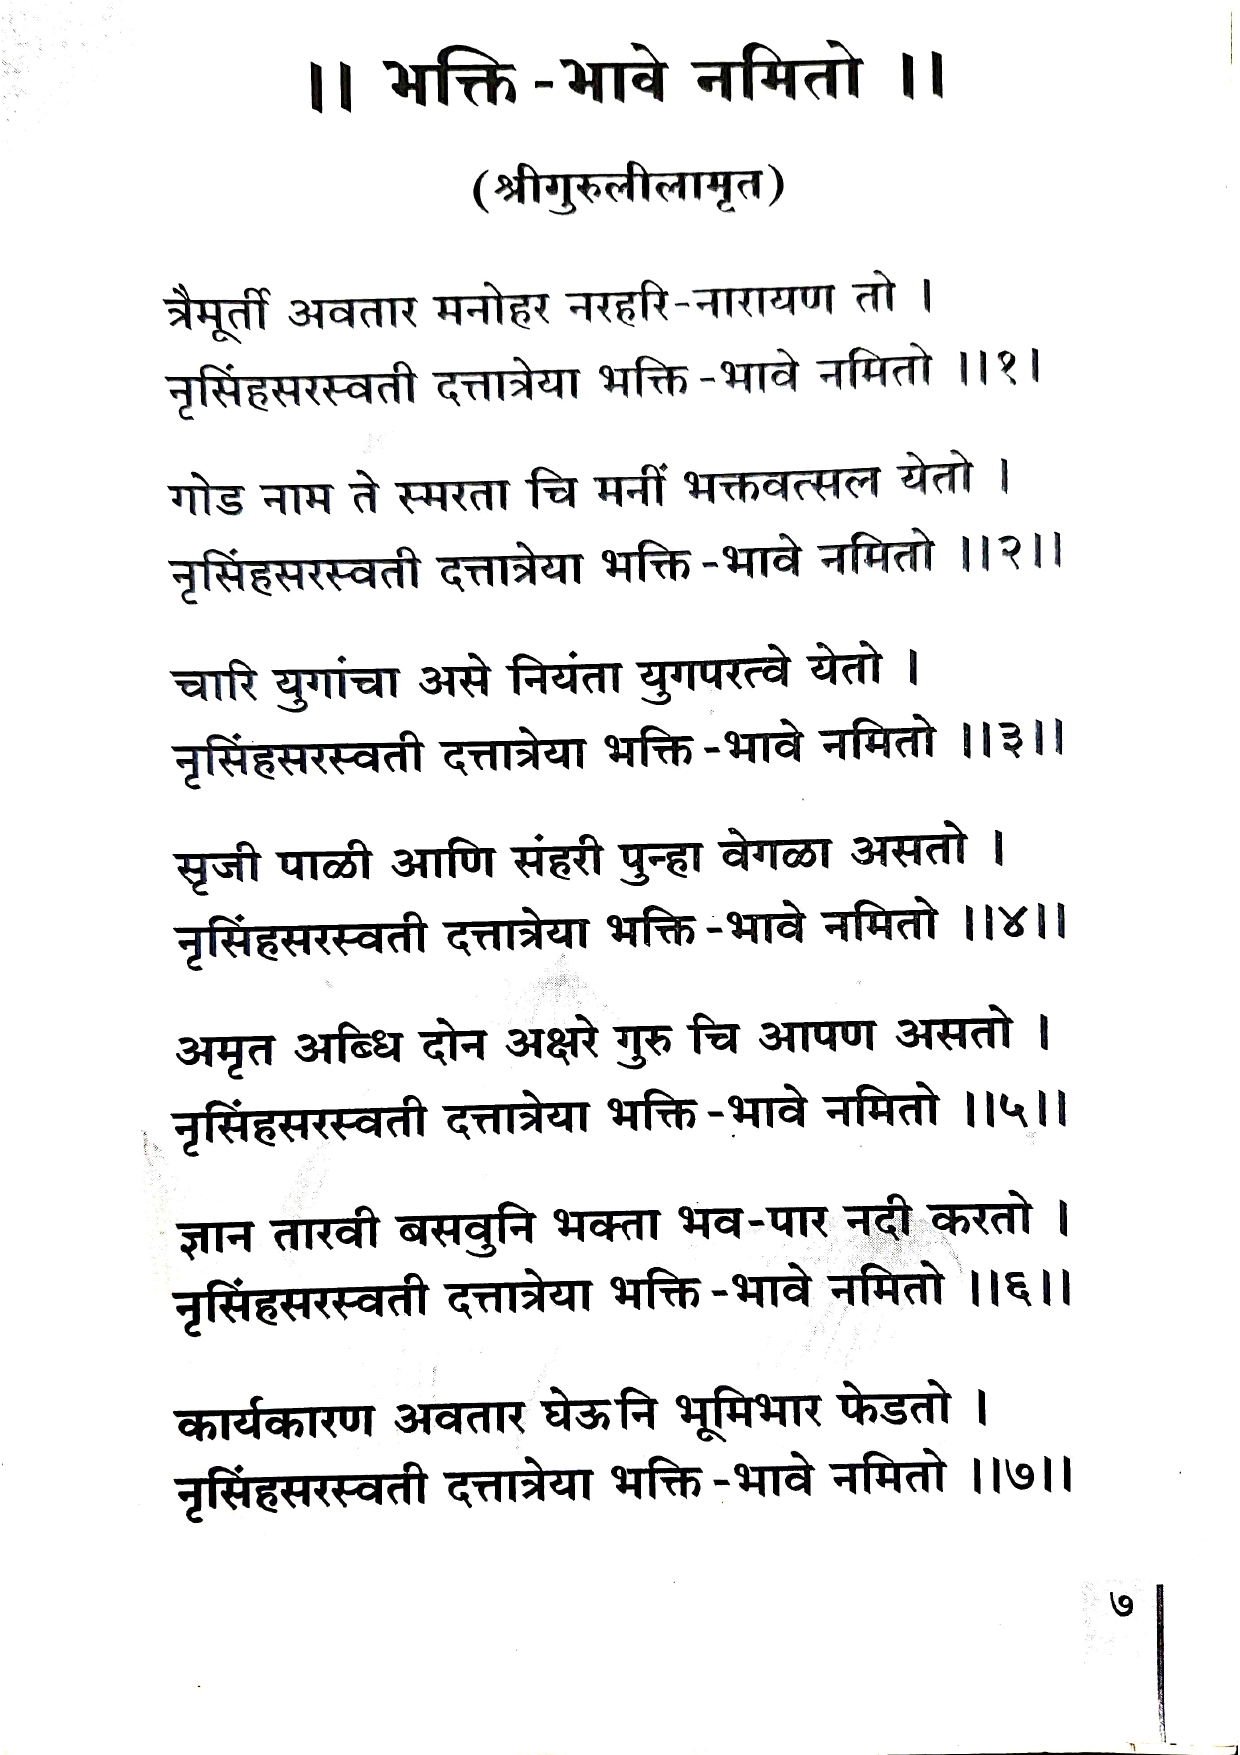 ।। भक्ति-भावे नमितो ।।
(श्रीगुरुलीलामृत)
त्रैमूर्ती अवतार मनोहर नरहरि-नारायण तो ।
नृसिंहसरस्वती दत्तात्रेया भक्ति-भावे नमितो ।।१।
गोड नाम ते स्मरता चि मनीं भक्तवत्सल येतो ।
नृसिंहसरस्वती दत्तात्रेया भक्ति-भावे नमितो ।।२।।
चारि युगांचा असे नियंता युगपरत्वे येतो ।
नृसिंहसरस्वती दत्तात्रेया भक्ति-भावे नमितो ।।३।।
सृजी पाळी आणि संहरी पुन्हा वेगळा असतो ।
नृसिंहसरस्वती दत्तात्रेया भक्ति-भावे नमितो ।।४।।
अमृत अब्धि दोन अक्षरे गुरु चि आपण असतो ।
नृसिंहसरस्वती दत्तात्रेया भक्ति-भावे नमितो ।।५।।
ज्ञान तारवी बसवुनि भक्ता भव-पार नदी करतो ।
नृसिंहसरस्वती दत्तात्रेया भक्ति-भावे नमितो ।।६।।
कार्यकारण अवतार घेऊनि भूमिभार फेडतो ।
नृसिंहसरस्वती दत्तात्रेया भक्ति-भावे नमितो ।।७।।
७